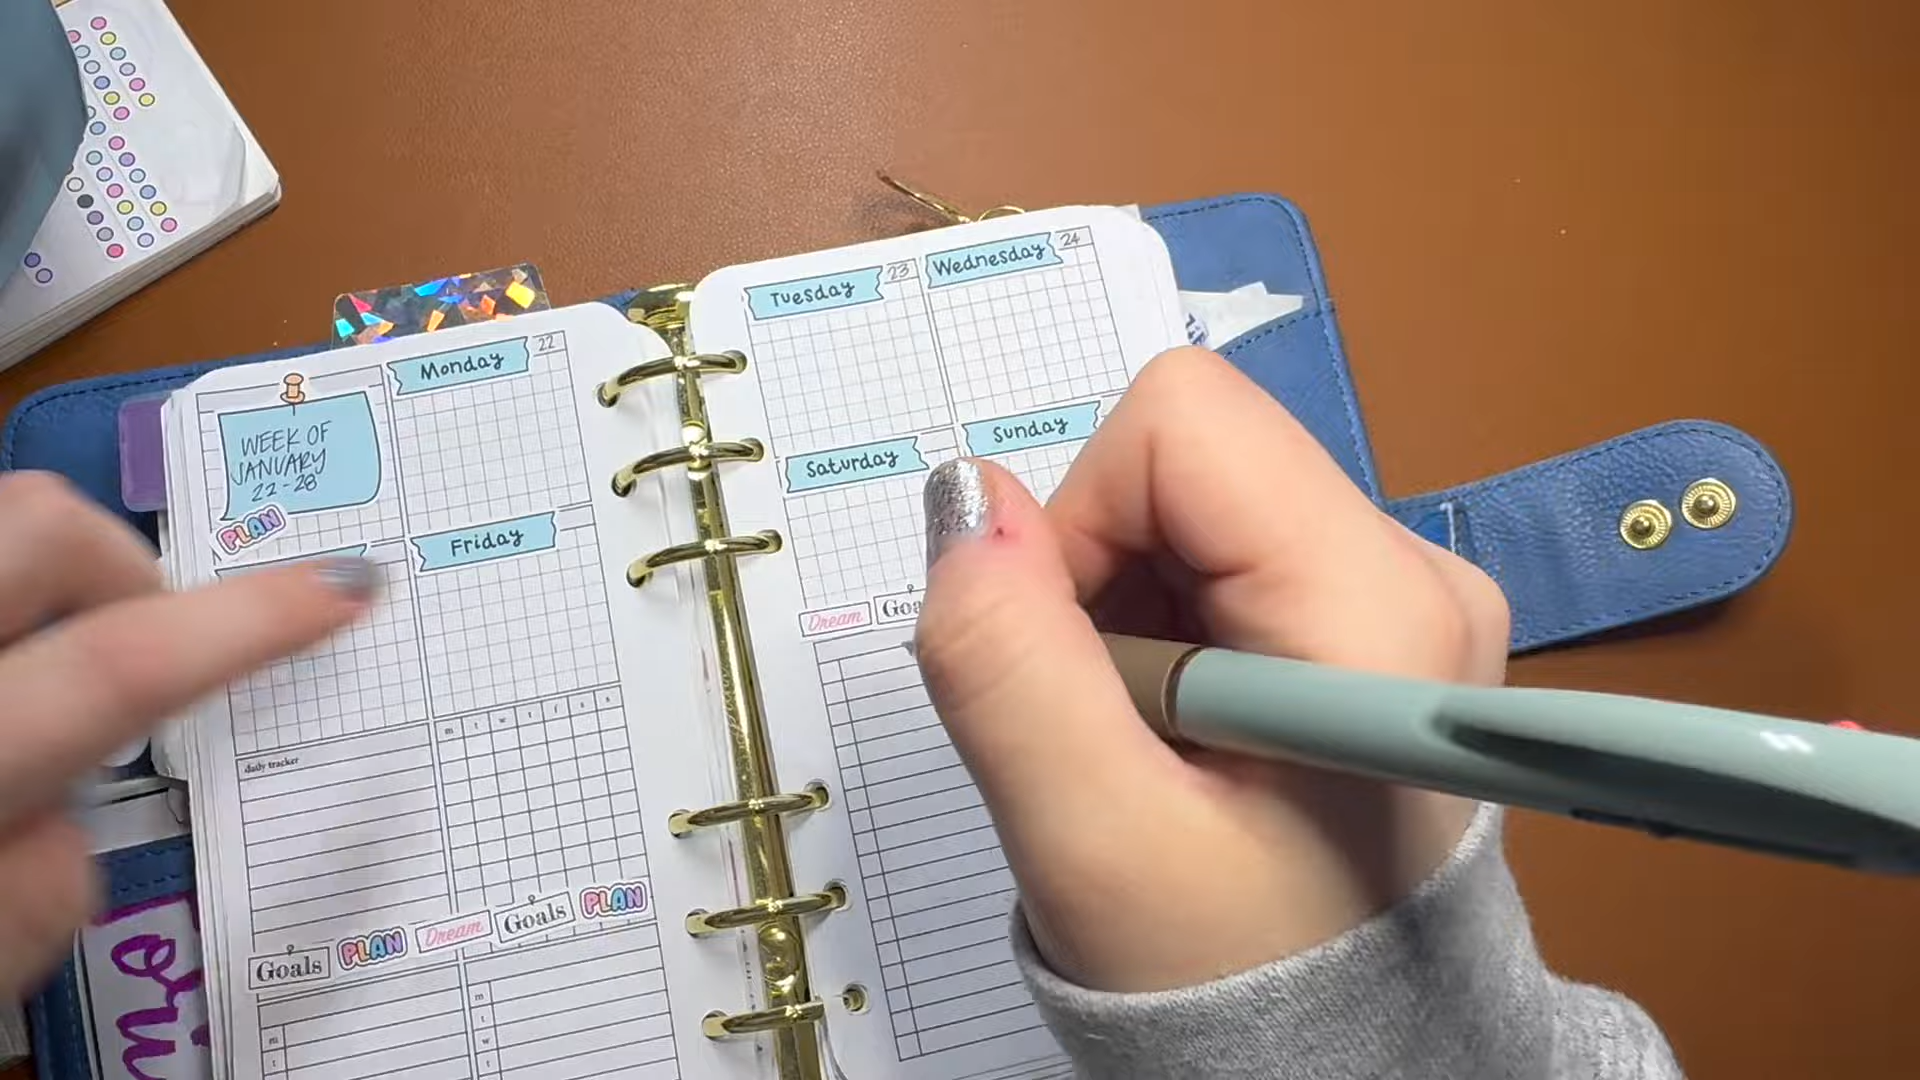 Monday
22
WEEK OF
JANUARY
22-28
PLAN
Friday
daily tracker
m t w t f s s
Goals
PLAN
Dream
Goals
PLAN
m
t
m
t
w
t
Tuesday
23
Wednesday
24
Saturday
Sunday
Dream